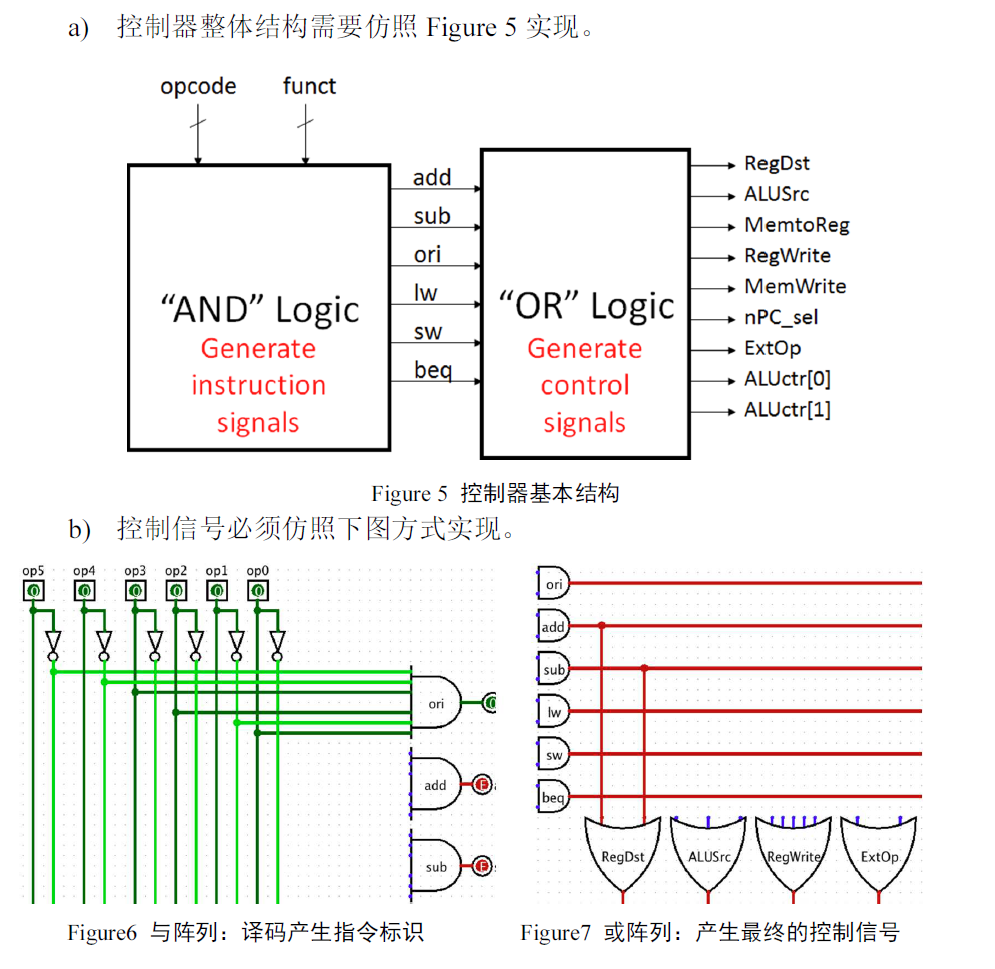 a) 控制器整体结构需要仿照 Figure 5 实现。
opcode funct
add
sub
ori
lw
sw
beq
“AND” Logic
Generate
instruction
signals
“OR” Logic
Generate
control
signals
RegDst
ALUSrc
MemtoReg
RegWrite
MemWrite
nPC_sel
ExtOp
ALUctr[0]
ALUctr[1]
Figure 5 控制器基本结构
b) 控制信号必须仿照下图方式实现。
op5 op4 op3 op2 op1 op0
0 0 0 0 0 0
ori
add
E
sub
E
ori
add
sub
lw
sw
beq
RegDst ALUSrc RegWrite ExtOp
Figure6 与阵列：译码产生指令标识
Figure7 或阵列：产生最终的控制信号